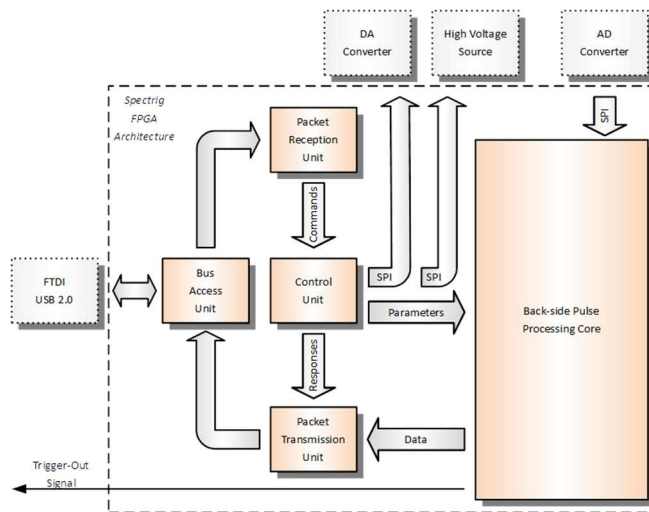 DA
Converter
High Voltage
Source
AD
Converter
Spectrig
FPGA
Architecture
Packet
Reception
Unit
SPI
Commands
FTDI
USB 2.0
Bus
Access
Unit
Control
Unit
SPI
SPI
Parameters
Back-side Pulse
Processing Core
Responses
Packet
Transmission
Unit
Data
Trigger-Out
Signal